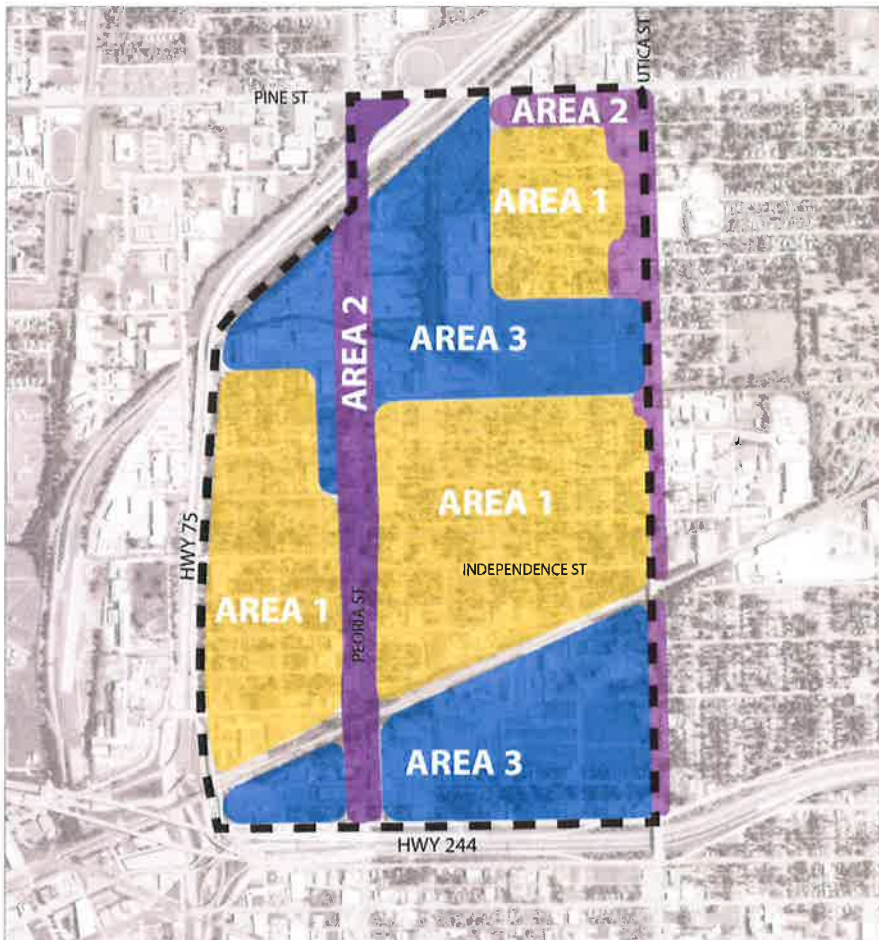 UTICA ST
PINE ST
AREA 2
AREA 1
AREA 2
AREA 3
AREA 1
HWY 75
INDEPENDENCE ST
AREA 1
PEORIA ST
AREA 3
HWY 244